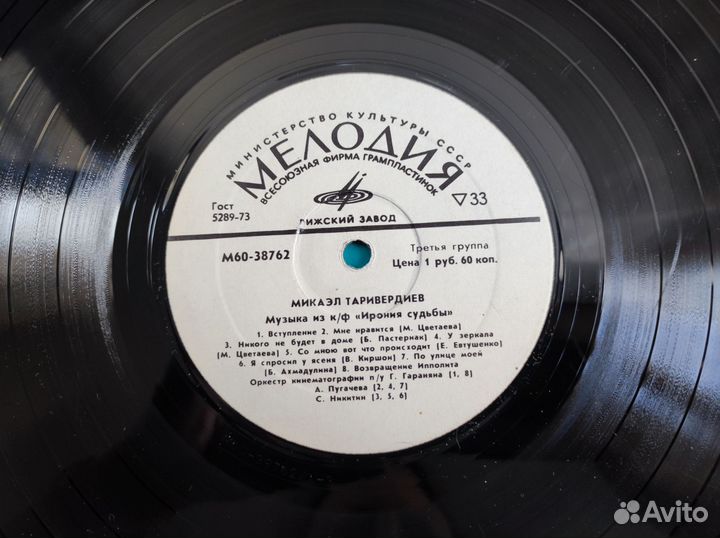 МИНИСТЕРСТВО КУЛЬТУРЫ СССР
МЕЛОДИЯ
ВСЕСОЮЗНАЯ ФИРМА ГРАМПЛАСТИНОК
Гост
5289-73
▽33
РИЖСКИЙ ЗАВОД
М60-38762
Третья группа
Цена 1 руб. 60 коп.
МИКАЭЛ ТАРИВЕРДИЕВ
Музыка из к/ф «Ирония судьбы»
1. Вступление 2. Мне нравится (М. Цветаева)
3. Никого не будет в доме (Б. Пастернак) 4. У зеркала
(М. Цветаева) 5. Со мною вот что происходит (Е. Евтушенко)
6. Я спросил у ясеня (В. Киршон) 7. По улице моей
(Б. Ахмадулина) 8. Возвращение Ипполита
Оркестр кинематографии п/у Г. Гараняна [1, 8]
А. Пугачева [2, 4, 7]
С. Никитин [3, 5, 6]
Avito